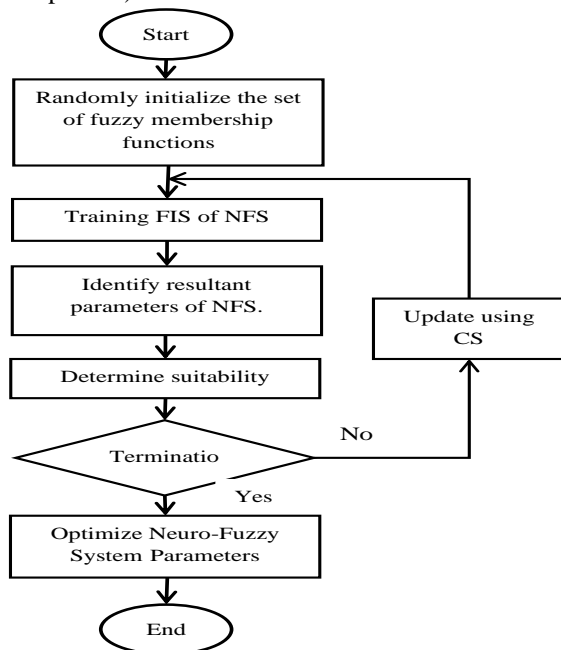 Start
Randomly initialize the set
of fuzzy membership
functions
Training FIS of NFS
Identify resultant
parameters of NFS.
Update using
CS
Determine suitability
Terminatio
No
Yes
Optimize Neuro-Fuzzy
System Parameters
End